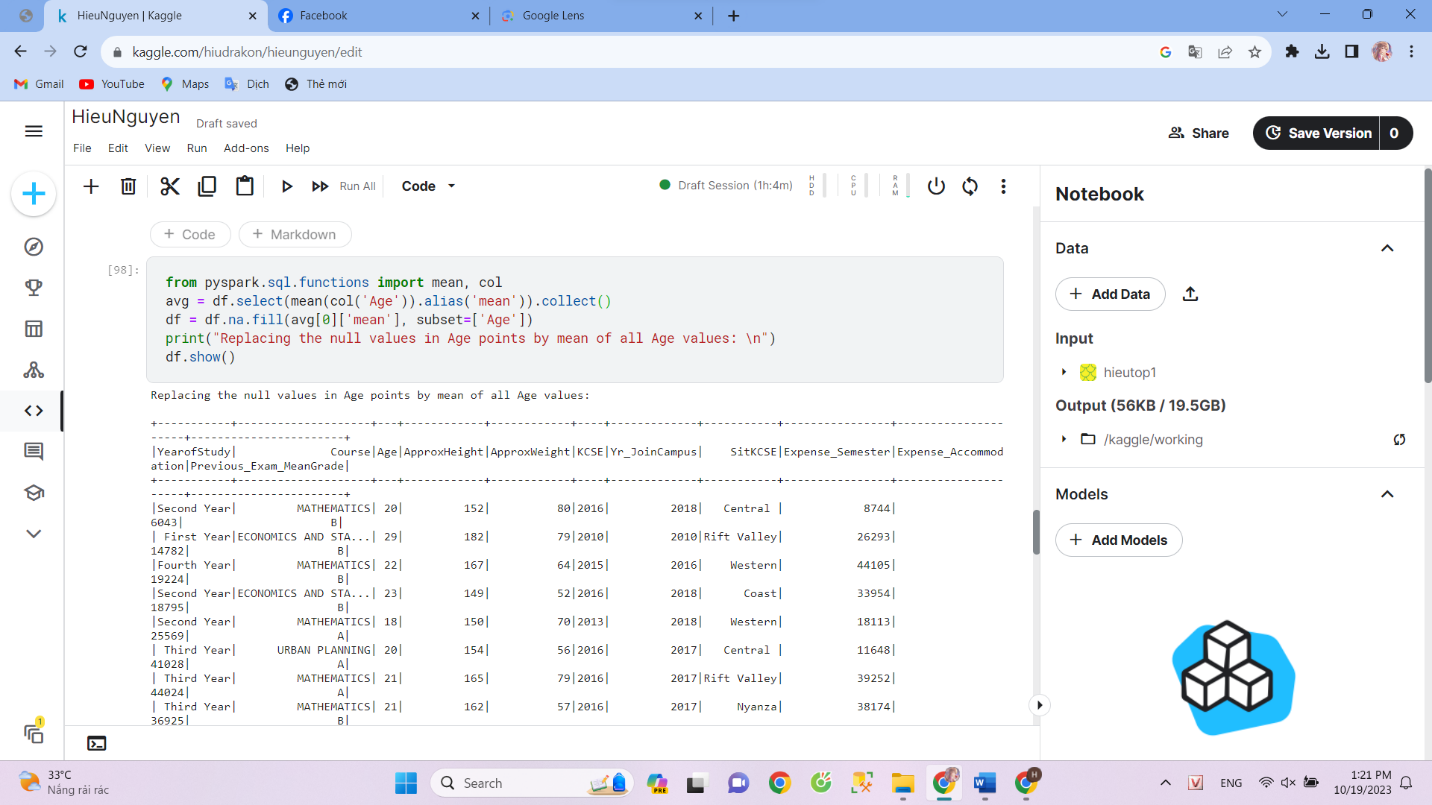 HieuNguyen | Kaggle
Facebook
Google Lens
kaggle.com/hiudrakon/hieunguyen/edit
Gmail YouTube Maps Dịch Thẻ mới
HieuNguyen Draft saved
File Edit View Run Add-ons Help
Share
Save Version 0
Run All Code
Draft Session (1h:4m) HDD CPU RAM
+ Code + Markdown
[98]:
from pyspark.sql.functions import mean, col
avg = df.select(mean(col('Age')).alias('mean')).collect()
df = df.na.fill(avg[0]['mean'], subset=['Age'])
print("Replacing the null values in Age points by mean of all Age values: \n")
df.show()
Replacing the null values in Age points by mean of all Age values:
+-----------+-------------------+---+------------+------------+----+-------------+-----------+----------------+----------------
-----+-----------------------+
|YearofStudy|             Course|Age|ApproxHeight|ApproxWeight|KCSE|Yr_JoinCampus|    SitKCSE|Expense_Semester|Expense_Accommod
ation|Previous_Exam_MeanGrade|
+-----------+-------------------+---+------------+------------+----+-------------+-----------+----------------+----------------
-----+-----------------------+
|Second Year|        MATHEMATICS| 20|         152|          80|2016|         2018|   Central |            8744|
6043|                     B|
| First Year|ECONOMICS AND STA...| 29|         182|          79|2010|         2010|Rift Valley|           26293|
14782|                     B|
|Fourth Year|        MATHEMATICS| 22|         167|          64|2015|         2016|    Western|           44105|
19224|                     B|
|Second Year|ECONOMICS AND STA...| 23|         149|          52|2016|         2018|      Coast|           33954|
18795|                     B|
|Second Year|        MATHEMATICS| 18|         150|          70|2013|         2018|    Western|           18113|
25569|                     A|
| Third Year|     URBAN PLANNING| 20|         154|          56|2016|         2017|   Central |           11648|
41028|                     A|
| Third Year|        MATHEMATICS| 21|         165|          79|2016|         2017|Rift Valley|           39252|
44024|                     A|
| Third Year|        MATHEMATICS| 21|         162|          57|2016|         2017|     Nyanza|           38174|
36925|                     B|
Notebook
Data
+ Add Data
Input
hieutop1
Output (56KB / 19.5GB)
/kaggle/working
Models
+ Add Models
1
33°C
Nắng rải rác
Search
PRE
H
V
ENG
1:21 PM
10/19/2023